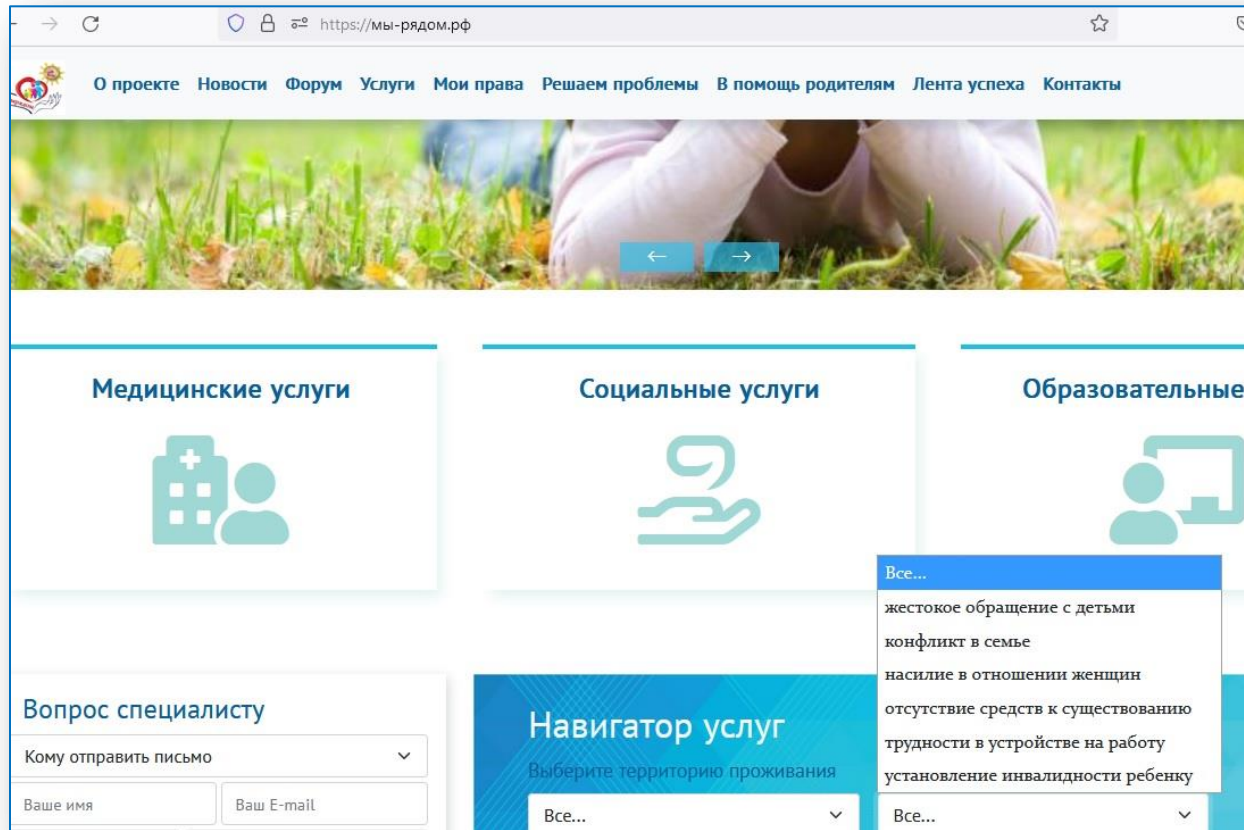 https://мы-рядом.рф
О проекте Новости Форум Услуги Мои права Решаем проблемы В помощь родителям Лента успеха Контакты
Медицинские услуги
Социальные услуги
Образовательные
Все...
жестокое обращение с детьми
конфликт в семье
насилие в отношении женщин
отсутствие средств к существованию
трудности в устройстве на работу
установление инвалидности ребенку
Вопрос специалисту
Кому отправить письмо
Ваше имя
Ваш E-mail
Навигатор услуг
Выберите территорию проживания
Все...
Все...